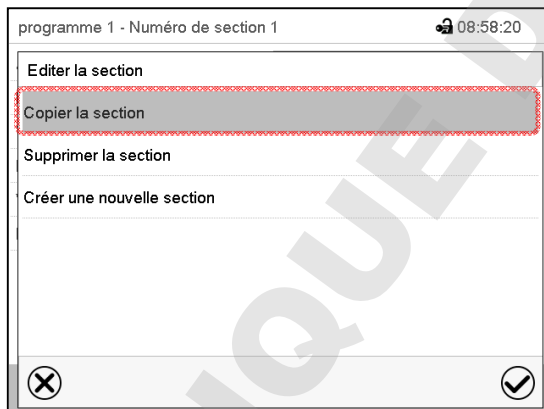 programme 1 - Numéro de section 1 08:58:20
Editer la section
Copier la section
Supprimer la section
Créer une nouvelle section